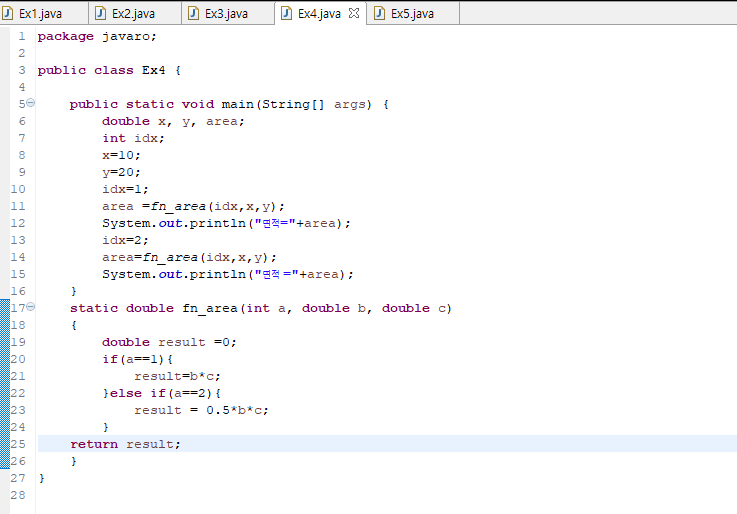 Ex1.java Ex2.java Ex3.java Ex4.java Ex5.java
1 package javaro;
2
3 public class Ex4 {
4
5 public static void main(String[] args) {
6 double x, y, area;
7 int idx;
8 x=10;
9 y=20;
10 idx=1;
11 area =fn_area(idx,x,y);
12 System.out.println("면적="+area);
13 idx=2;
14 area=fn_area(idx,x,y);
15 System.out.println("면적 ="+area);
16 }
17 static double fn_area(int a, double b, double c)
18 {
19 double result =0;
20 if(a==1){
21 result=b*c;
22 }else if(a==2){
23 result = 0.5*b*c;
24 }
25 return result;
26 }
27 }
28